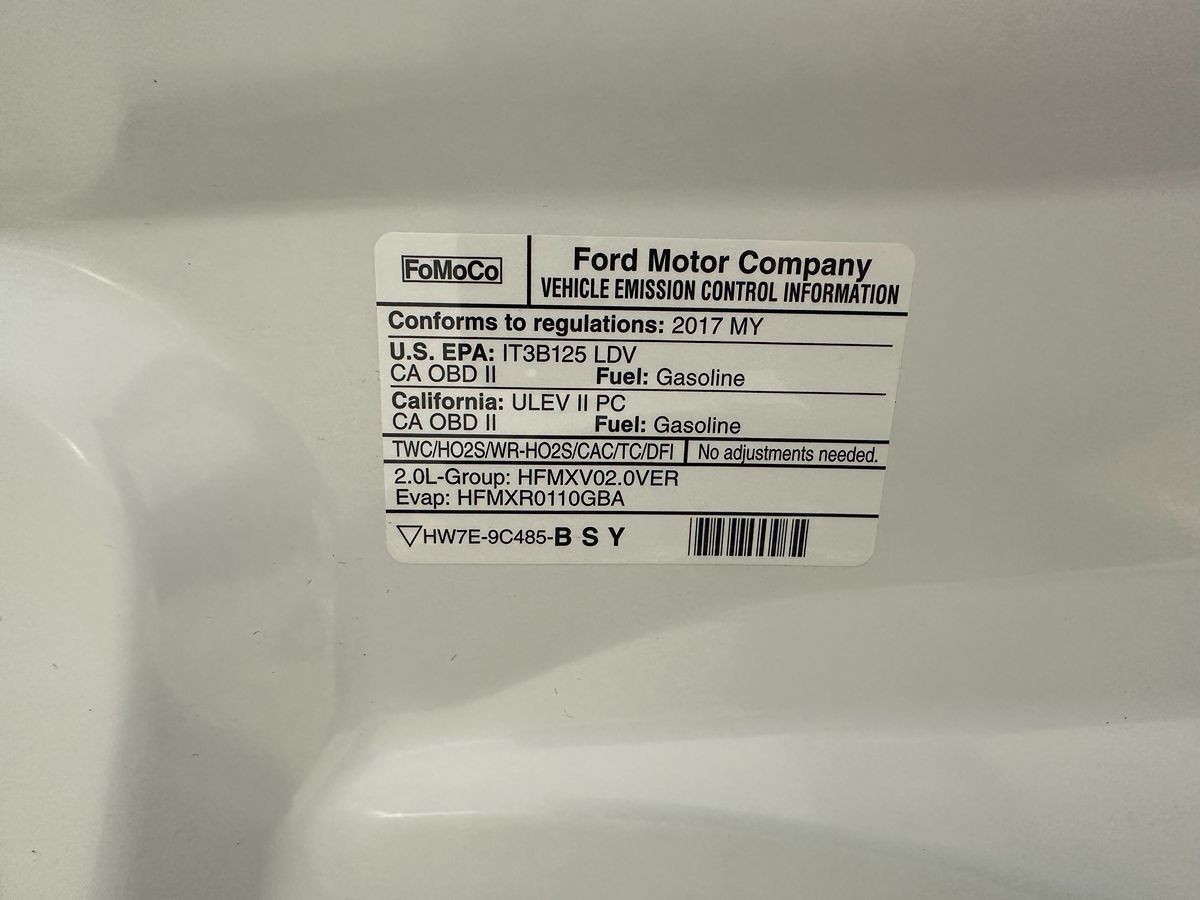 FoMoCo
Ford Motor Company
VEHICLE EMISSION CONTROL INFORMATION
Conforms to regulations: 2017 MY
U.S. EPA: IT3B125 LDV
CA OBD II Fuel: Gasoline
California: ULEV II PC
CA OBD II Fuel: Gasoline
TWC/HO2S/WR-HO2S/CAC/TC/DFI No adjustments needed.
2.0L-Group: HFMXV02.0VER
Evap: HFMXR0110GBA
HW7E-9C485-B S Y